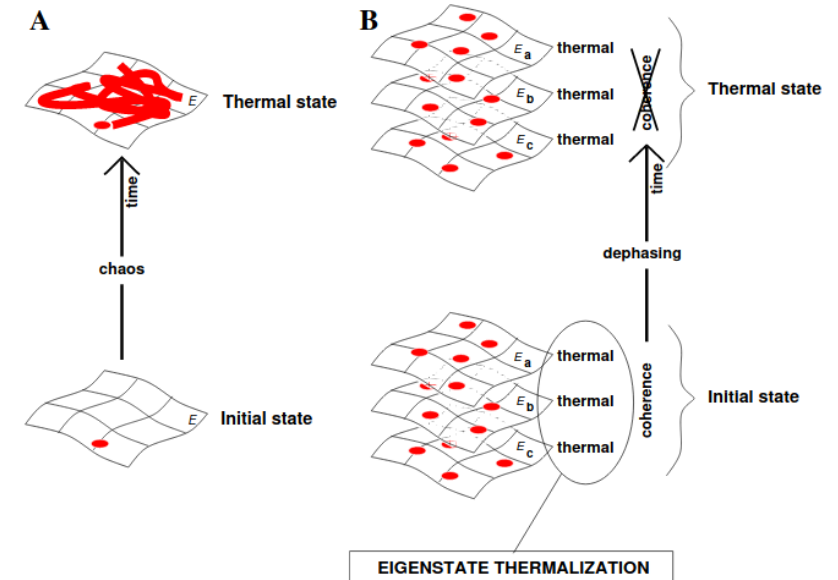 A
E
Thermal state
time
chaos
E
Initial state
B
Ea thermal
Eb thermal
Ec thermal
coherence
Thermal state
time
dephasing
Ea thermal
Eb thermal
Ec thermal
coherence
Initial state
EIGENSTATE THERMALIZATION